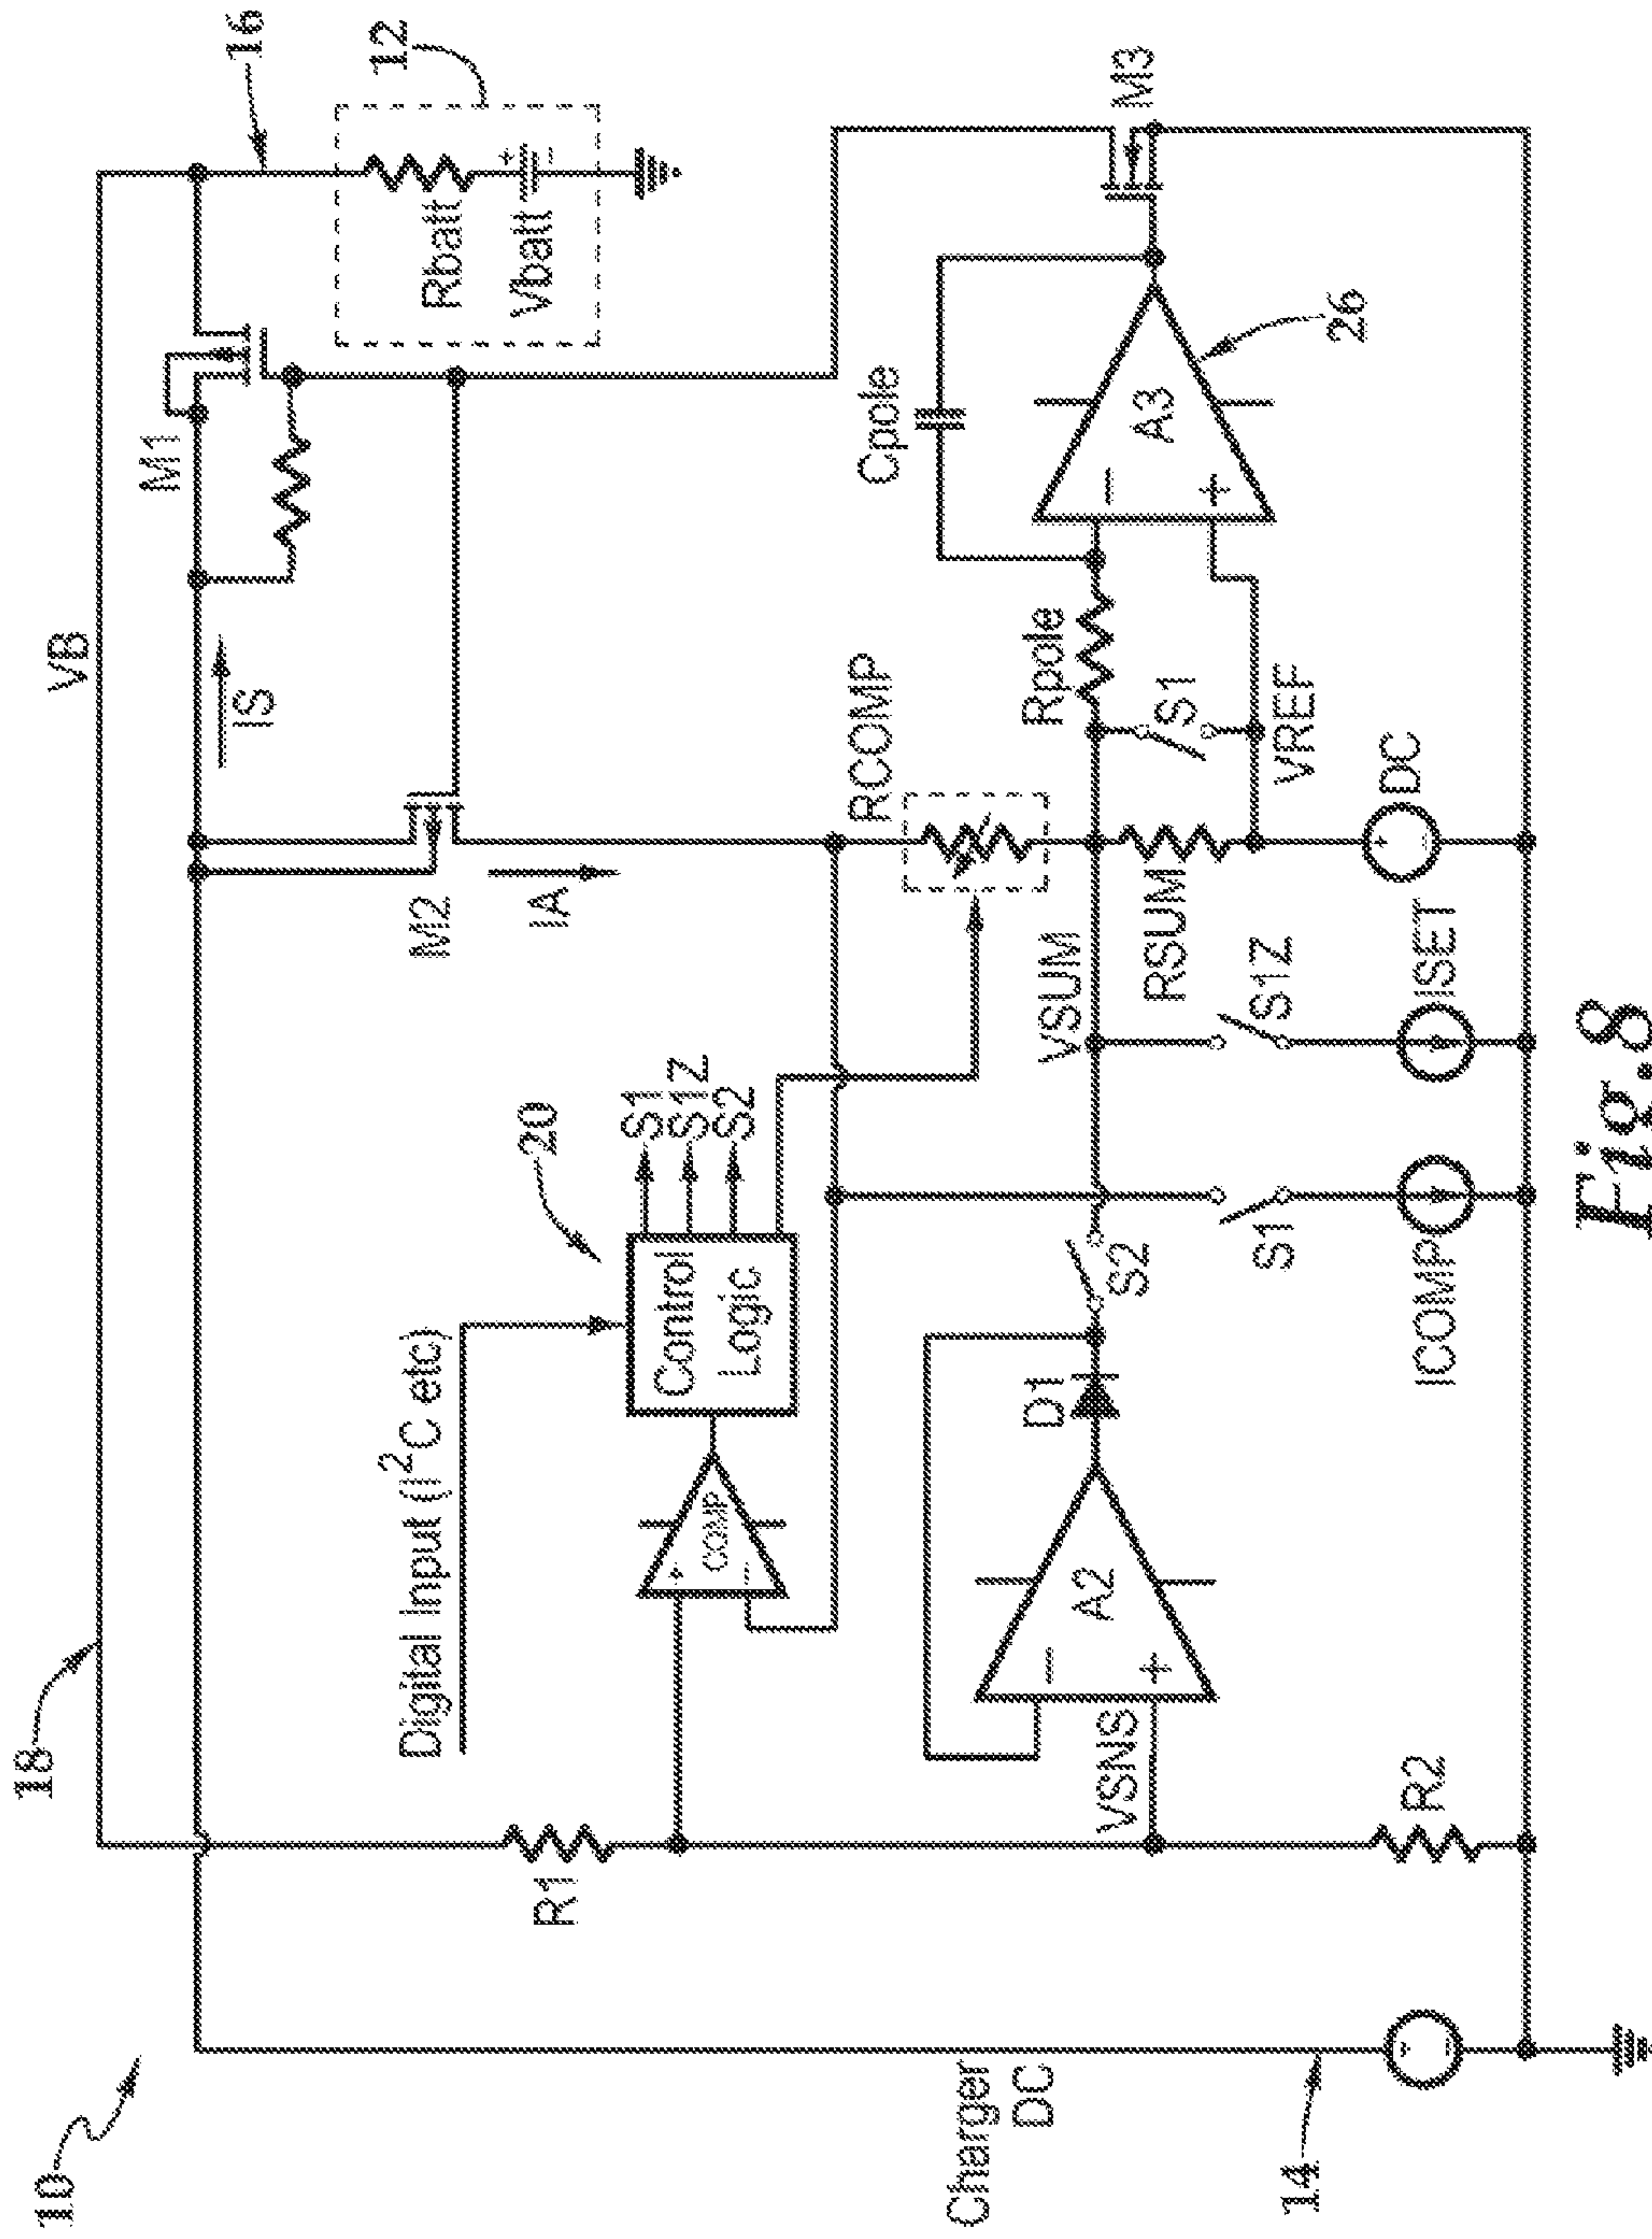 10
18
VB
16
12
M1
IS
Rbatt
Vbatt
+
−
M2
IA
20
Digital Input (I²C etc)
Control
Logic
S1
S1Z
S2
COMP
+
−
R1
RCOMP
Cpole
M3
Rpole
A3
−
+
26
S1
VREF
VSUM
RSUM
D1
S2
A2
−
+
VSNS
S1Z
S1
DC
+
−
ISET
ICOMP
R2
Charger
DC
14
Fig.8